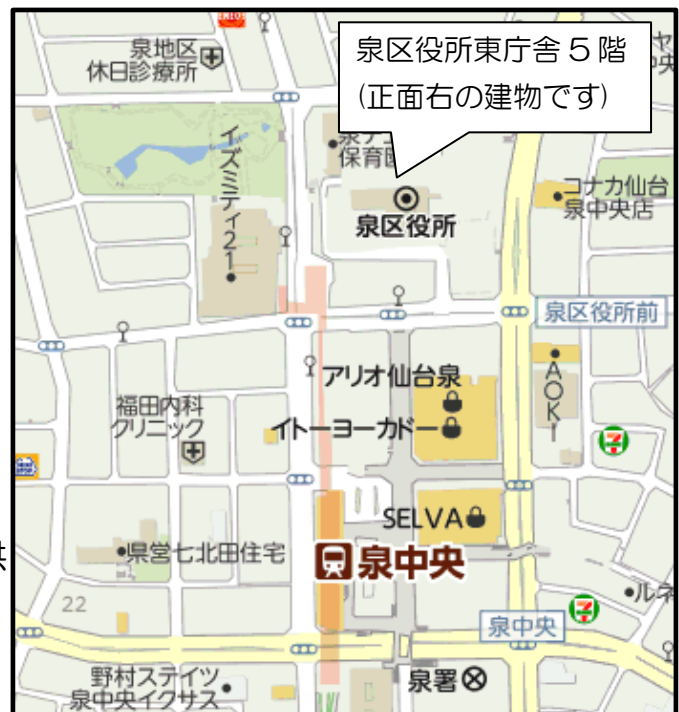 ENEOS
泉地区
休日診療所
泉区役所東庁舎５階
(正面右の建物です)
保育
イズミティ21
コナカ仙台
泉中央店
泉区役所
泉区役所前
アリオ仙台泉
AOKI
福田内科
クリニック
イトーヨーカドー
SELVA
県営七北田住宅
泉中央
ルネ
22
泉中央
野村ステイツ
泉中央イクサス
泉署